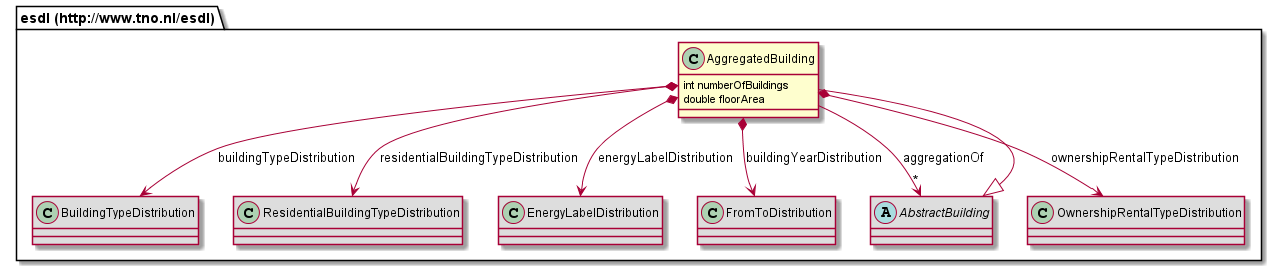 esdl (http://www.tno.nl/esdl)
C AggregatedBuilding
int numberOfBuildings
double floorArea
buildingTypeDistribution
residentialBuildingTypeDistribution
energyLabelDistribution
buildingYearDistribution
aggregationOf
ownershipRentalTypeDistribution
*
C BuildingTypeDistribution
C ResidentialBuildingTypeDistribution
C EnergyLabelDistribution
C FromToDistribution
A AbstractBuilding
C OwnershipRentalTypeDistribution